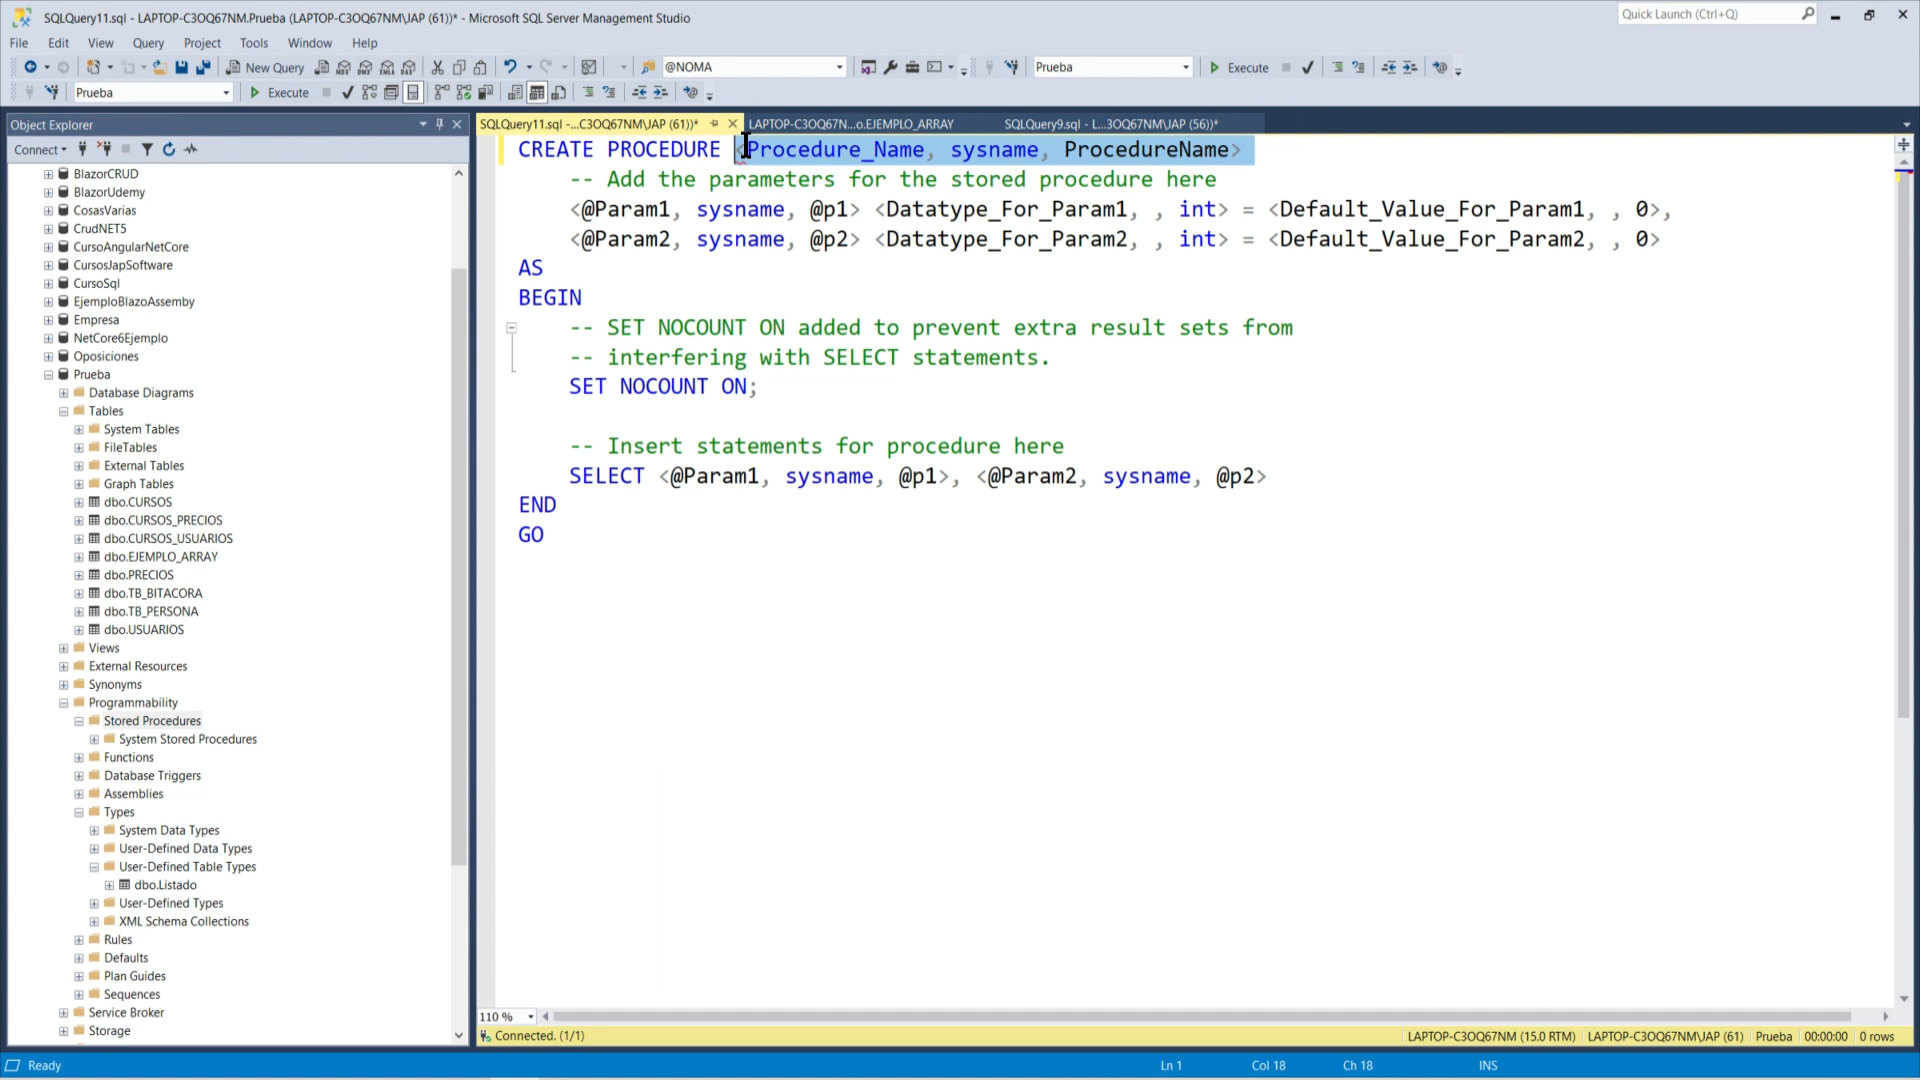 SQLQuery11.sql - LAPTOP-C3OQ67NM.Prueba (LAPTOP-C3OQ67NM\JAP (61))* - Microsoft SQL Server Management Studio
Quick Launch (Ctrl+Q)
File Edit View Query Project Tools Window Help
New Query
@NOMA
Prueba
Execute
Prueba
Execute
Object Explorer
SQLQuery11.sql -...C3OQ67NM\JAP (61))*
LAPTOP-C3OQ67N...o.EJEMPLO_ARRAY
SQLQuery9.sql - L...3OQ67NM\JAP (56))*
Connect
BlazorCRUD
BlazorUdemy
CosasVarias
CrudNET5
CursoAngularNetCore
CursosJapSoftware
CursoSql
EjemploBlazoAssemby
Empresa
NetCore6Ejemplo
Oposiciones
Prueba
Database Diagrams
Tables
System Tables
FileTables
External Tables
Graph Tables
dbo.CURSOS
dbo.CURSOS_PRECIOS
dbo.CURSOS_USUARIOS
dbo.EJEMPLO_ARRAY
dbo.PRECIOS
dbo.TB_BITACORA
dbo.TB_PERSONA
dbo.USUARIOS
Views
External Resources
Synonyms
Programmability
Stored Procedures
System Stored Procedures
Functions
Database Triggers
Assemblies
Types
System Data Types
User-Defined Data Types
User-Defined Table Types
dbo.Listado
User-Defined Types
XML Schema Collections
Rules
Defaults
Plan Guides
Sequences
Service Broker
Storage
CREATE PROCEDURE <Procedure_Name, sysname, ProcedureName>
-- Add the parameters for the stored procedure here
<@Param1, sysname, @p1> <Datatype_For_Param1, , int> = <Default_Value_For_Param1, , 0>,
<@Param2, sysname, @p2> <Datatype_For_Param2, , int> = <Default_Value_For_Param2, , 0>
AS
BEGIN
-- SET NOCOUNT ON added to prevent extra result sets from
-- interfering with SELECT statements.
SET NOCOUNT ON;
-- Insert statements for procedure here
SELECT <@Param1, sysname, @p1>, <@Param2, sysname, @p2>
END
GO
110 %
Connected. (1/1)
LAPTOP-C3OQ67NM (15.0 RTM)
LAPTOP-C3OQ67NM\JAP (61)
Prueba
00:00:00
0 rows
Ready
Ln 1
Col 18
Ch 18
INS